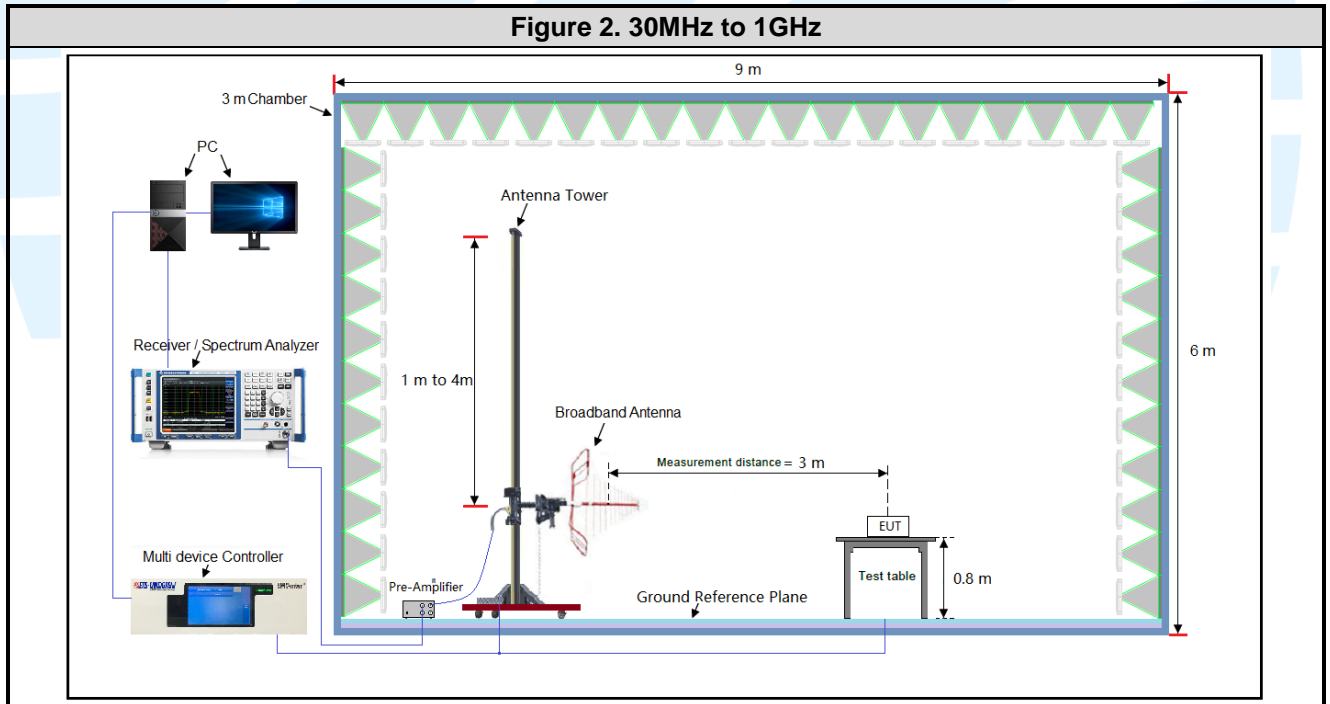 Figure 2. 30MHz to 1GHz
9 m
3 m Chamber
PC
Antenna Tower
Receiver / Spectrum Analyzer
1 m to 4m
6 m
Broadband Antenna
Measurement distance = 3 m
EUT
Multi device Controller
Pre-Amplifier
Test table
0.8 m
Ground Reference Plane